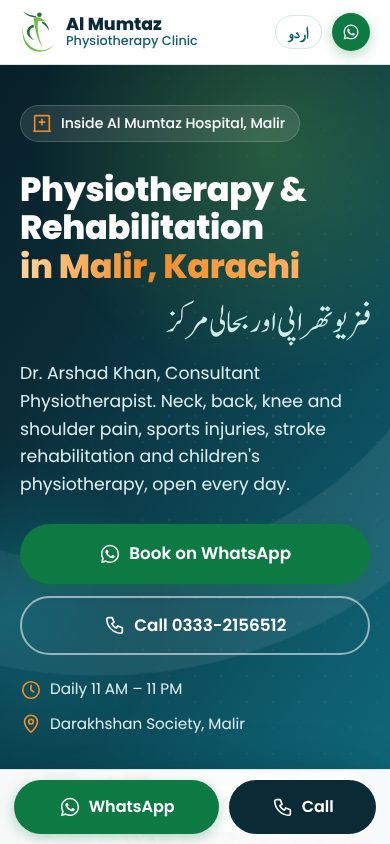 Al Mumtaz
Physiotherapy Clinic
اردو
Inside Al Mumtaz Hospital, Malir
Physiotherapy &
Rehabilitation
in Malir, Karachi
فزیوتھراپی اور بحالی مرکز
Dr. Arshad Khan, Consultant
Physiotherapist. Neck, back, knee and
shoulder pain, sports injuries, stroke
rehabilitation and children's
physiotherapy, open every day.
Book on WhatsApp
Call 0333-2156512
Daily 11 AM – 11 PM
Darakhshan Society, Malir
WhatsApp
Call